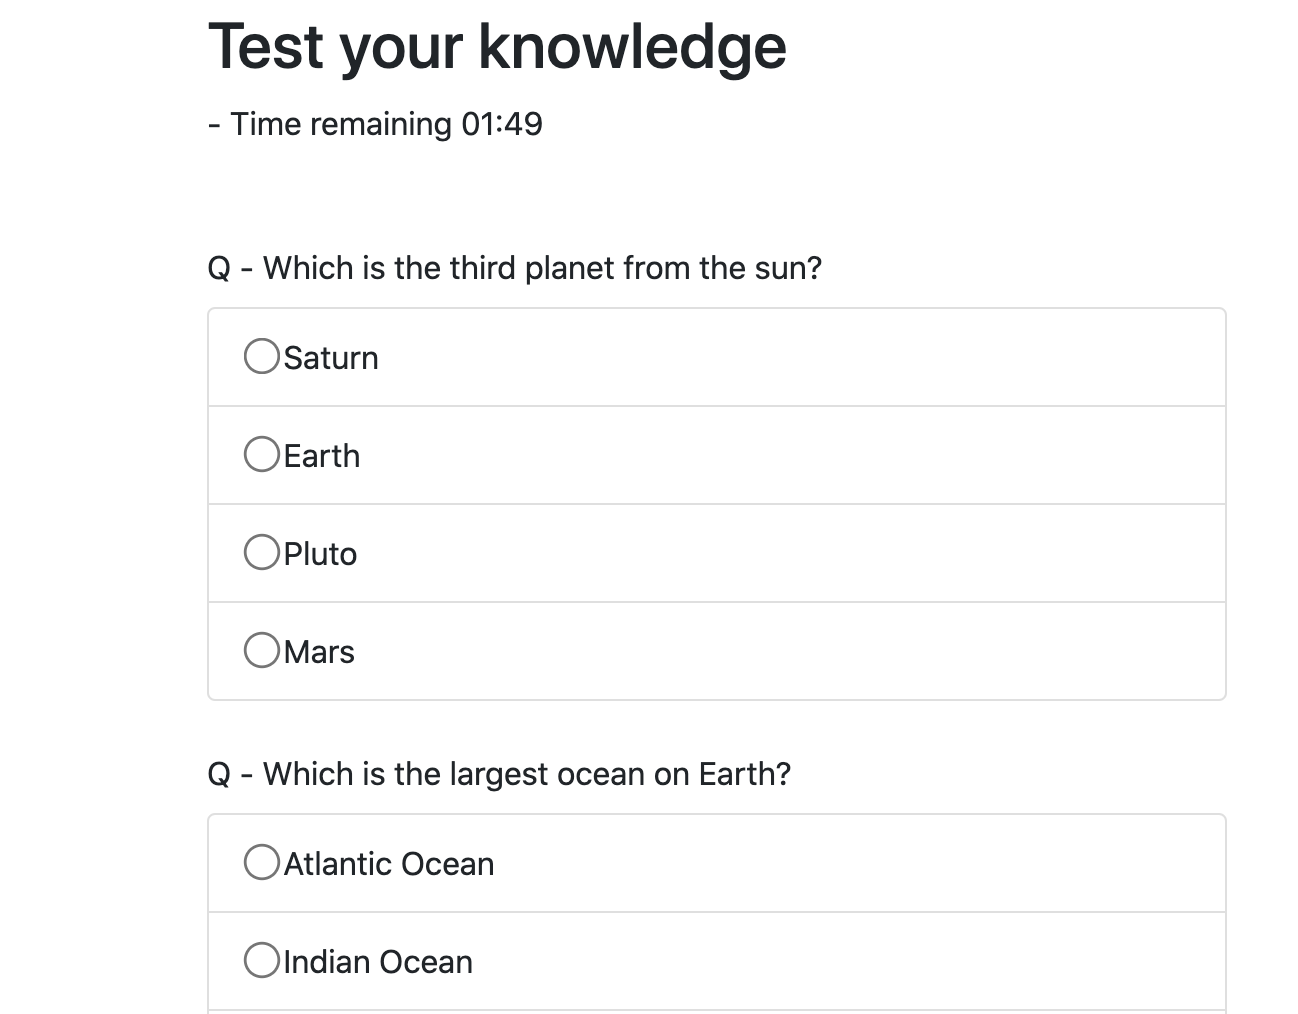 Test your knowledge
- Time remaining 01:49
Q - Which is the third planet from the sun?
Saturn
Earth
Pluto
Mars
Q - Which is the largest ocean on Earth?
Atlantic Ocean
Indian Ocean